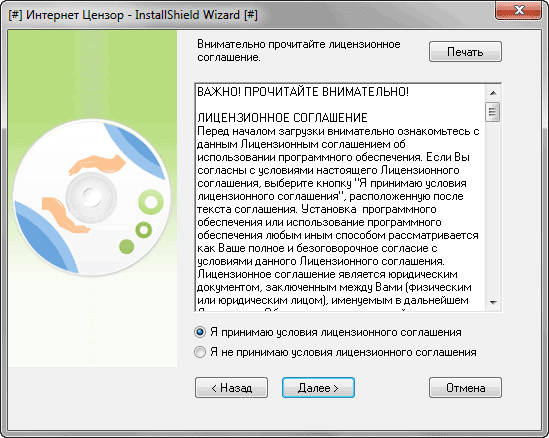 [#] Интернет Цензор - InstallShield Wizard [#]
Внимательно прочитайте лицензионное
соглашение.
Печать
ВАЖНО! ПРОЧИТАЙТЕ ВНИМАТЕЛЬНО!
ЛИЦЕНЗИОННОЕ СОГЛАШЕНИЕ
Перед началом загрузки внимательно ознакомьтесь с
данным Лицензионным соглашением об
использовании программного обеспечения. Если Вы
согласны с условиями настоящего Лицензионного
соглашения, выберите кнопку "Я принимаю условия
лицензионного соглашения", расположенную после
текста соглашения. Установка программного
обеспечения или использование программного
обеспечения любым иным способом рассматривается
как Ваше полное и безоговорочное согласие с
условиями данного Лицензионного соглашения.
Лицензионное соглашение является юридическим
документом, заключенным между Вами (физическим
или юридическим лицом), именуемым в дальнейшем
Я принимаю условия лицензионного соглашения
Я не принимаю условия лицензионного соглашения
< Назад
Далее >
Отмена